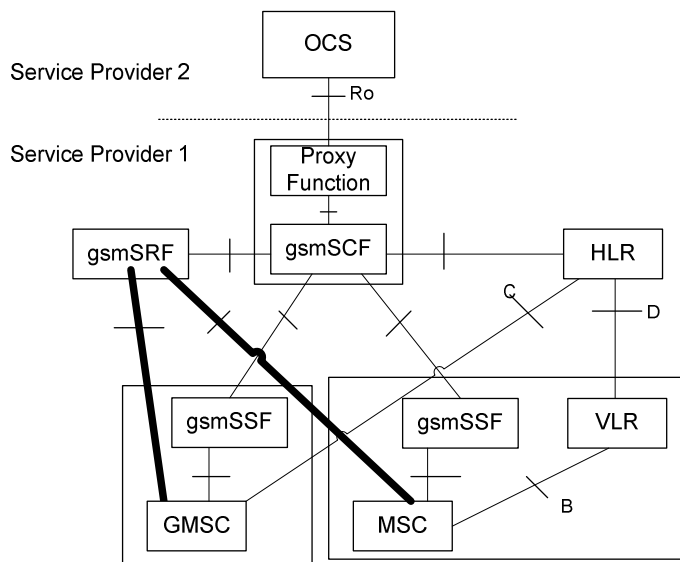 OCS
Service Provider 2
Ro
Service Provider 1
Proxy
Function
gsmSRF
gsmSCF
HLR
C
D
gsmSSF
gsmSSF
VLR
GMSC
MSC
B